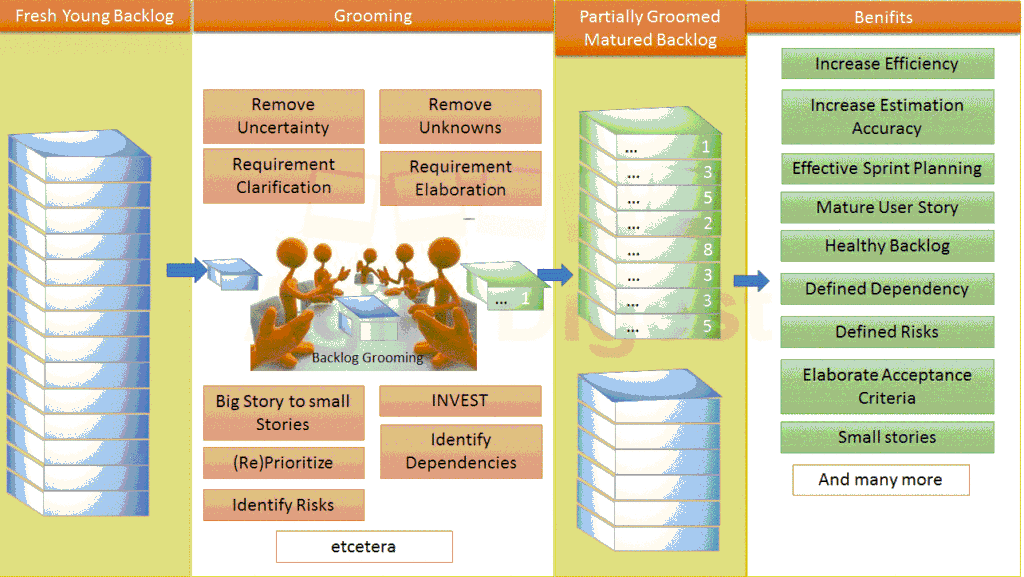 Fresh Young Backlog
Grooming
Partially Groomed
Matured Backlog
Benifits
Remove
Uncertainty
Remove
Unknowns
Requirement
Clarification
Requirement
Elaboration
... 1
Backlog Grooming
Big Story to small
Stories
INVEST
(Re)Prioritize
Identify
Dependencies
Identify Risks
etcetera
... 1
... 3
... 5
... 2
... 8
... 3
... 3
... 5
Increase Efficiency
Increase Estimation
Accuracy
Effective Sprint Planning
Mature User Story
Healthy Backlog
Defined Dependency
Defined Risks
Elaborate Acceptance
Criteria
Small stories
And many more